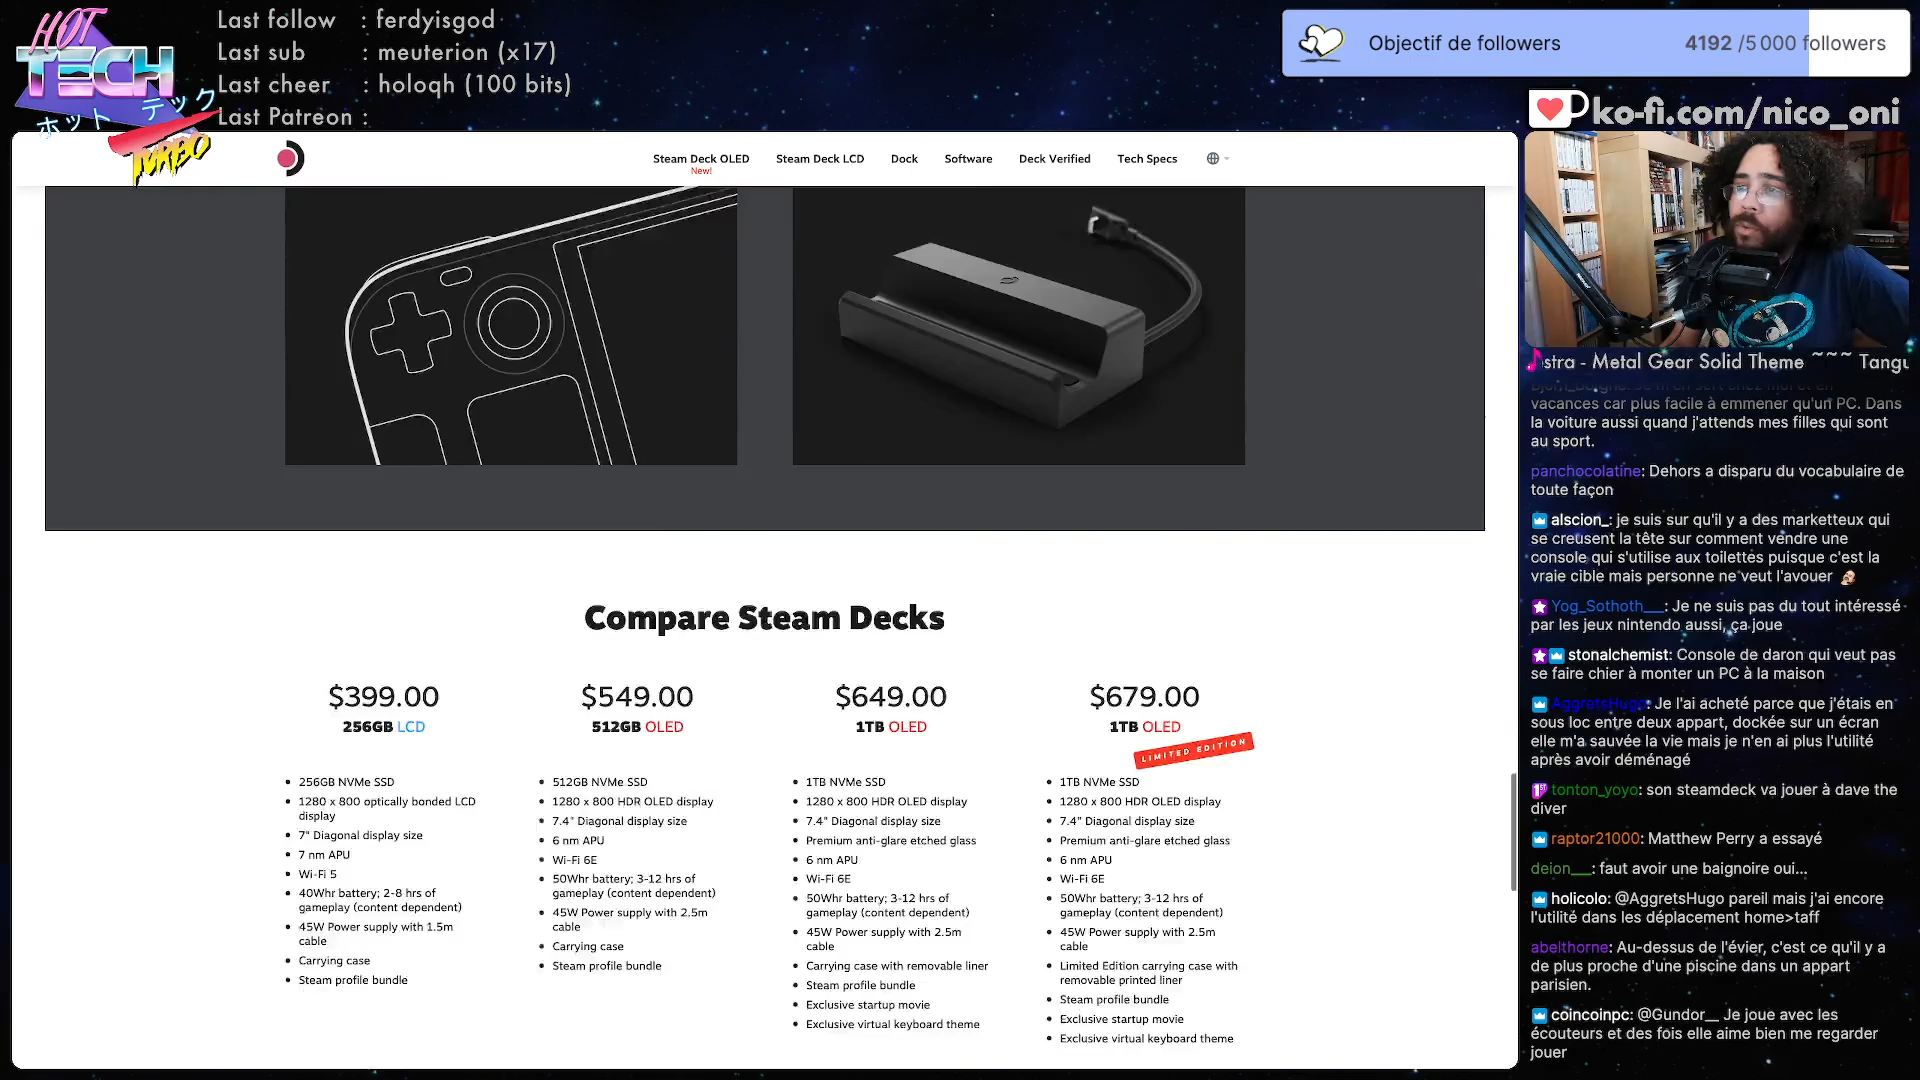 HOT
TECH
ホット テック
TURBO
Last follow : ferdyisgod
Last sub : meuterion (x17)
Last cheer : holoqh (100 bits)
Last Patreon :
Objectif de followers 4192 /5 000 followers
ko-fi.com/nico_oni
Steam Deck OLED
New!
Steam Deck LCD
Dock
Software
Deck Verified
Tech Specs
Compare Steam Decks
$399.00
256GB LCD
256GB NVMe SSD
1280 x 800 optically bonded LCD
display
7" Diagonal display size
7 nm APU
Wi-Fi 5
40Whr battery; 2-8 hrs of
gameplay (content dependent)
45W Power supply with 1.5m
cable
Carrying case
Steam profile bundle
$549.00
512GB OLED
512GB NVMe SSD
1280 x 800 HDR OLED display
7.4" Diagonal display size
6 nm APU
Wi-Fi 6E
50Whr battery; 3-12 hrs of
gameplay (content dependent)
45W Power supply with 2.5m
cable
Carrying case
Steam profile bundle
$649.00
1TB OLED
1TB NVMe SSD
1280 x 800 HDR OLED display
7.4" Diagonal display size
Premium anti-glare etched glass
6 nm APU
Wi-Fi 6E
50Whr battery; 3-12 hrs of
gameplay (content dependent)
45W Power supply with 2.5m
cable
Carrying case with removable liner
Steam profile bundle
Exclusive startup movie
Exclusive virtual keyboard theme
$679.00
1TB OLED
LIMITED EDITION
1TB NVMe SSD
1280 x 800 HDR OLED display
7.4" Diagonal display size
Premium anti-glare etched glass
6 nm APU
Wi-Fi 6E
50Whr battery; 3-12 hrs of
gameplay (content dependent)
45W Power supply with 2.5m
cable
Limited Edition carrying case with
removable printed liner
Steam profile bundle
Exclusive startup movie
Exclusive virtual keyboard theme
stra - Metal Gear Solid Theme ~~~ Tangu
vacances car plus facile à emmener qu'un PC. Dans
la voiture aussi quand j'attends mes filles qui sont
au sport.
panchocolatine: Dehors a disparu du vocabulaire de
toute façon
alscion_: je suis sur qu'il y a des marketteux qui
se creusent la tête sur comment vendre une
console qui s'utilise aux toilettes puisque c'est la
vraie cible mais personne ne veut l'avouer
Yog_Sothoth__: Je ne suis pas du tout intéressé
par les jeux nintendo aussi, ça joue
stonalchemist: Console de daron qui veut pas
se faire chier à monter un PC à la maison
AggretsHugo: Je l'ai acheté parce que j'étais en
sous loc entre deux appart, dockée sur un écran
elle m'a sauvée la vie mais je n'en ai plus l'utilité
après avoir déménagé
tonton_yoyo: son steamdeck va jouer à dave the
diver
raptor21000: Matthew Perry a essayé
deion__: faut avoir une baignoire oui...
holicolo: @AggretsHugo pareil mais j'ai encore
l'utilité dans les déplacement home>taff
abelthorne: Au-dessus de l'évier, c'est ce qu'il y a
de plus proche d'une piscine dans un appart
parisien.
coincoinpc: @Gundor__ Je joue avec les
écouteurs et des fois elle aime bien me regarder
jouer